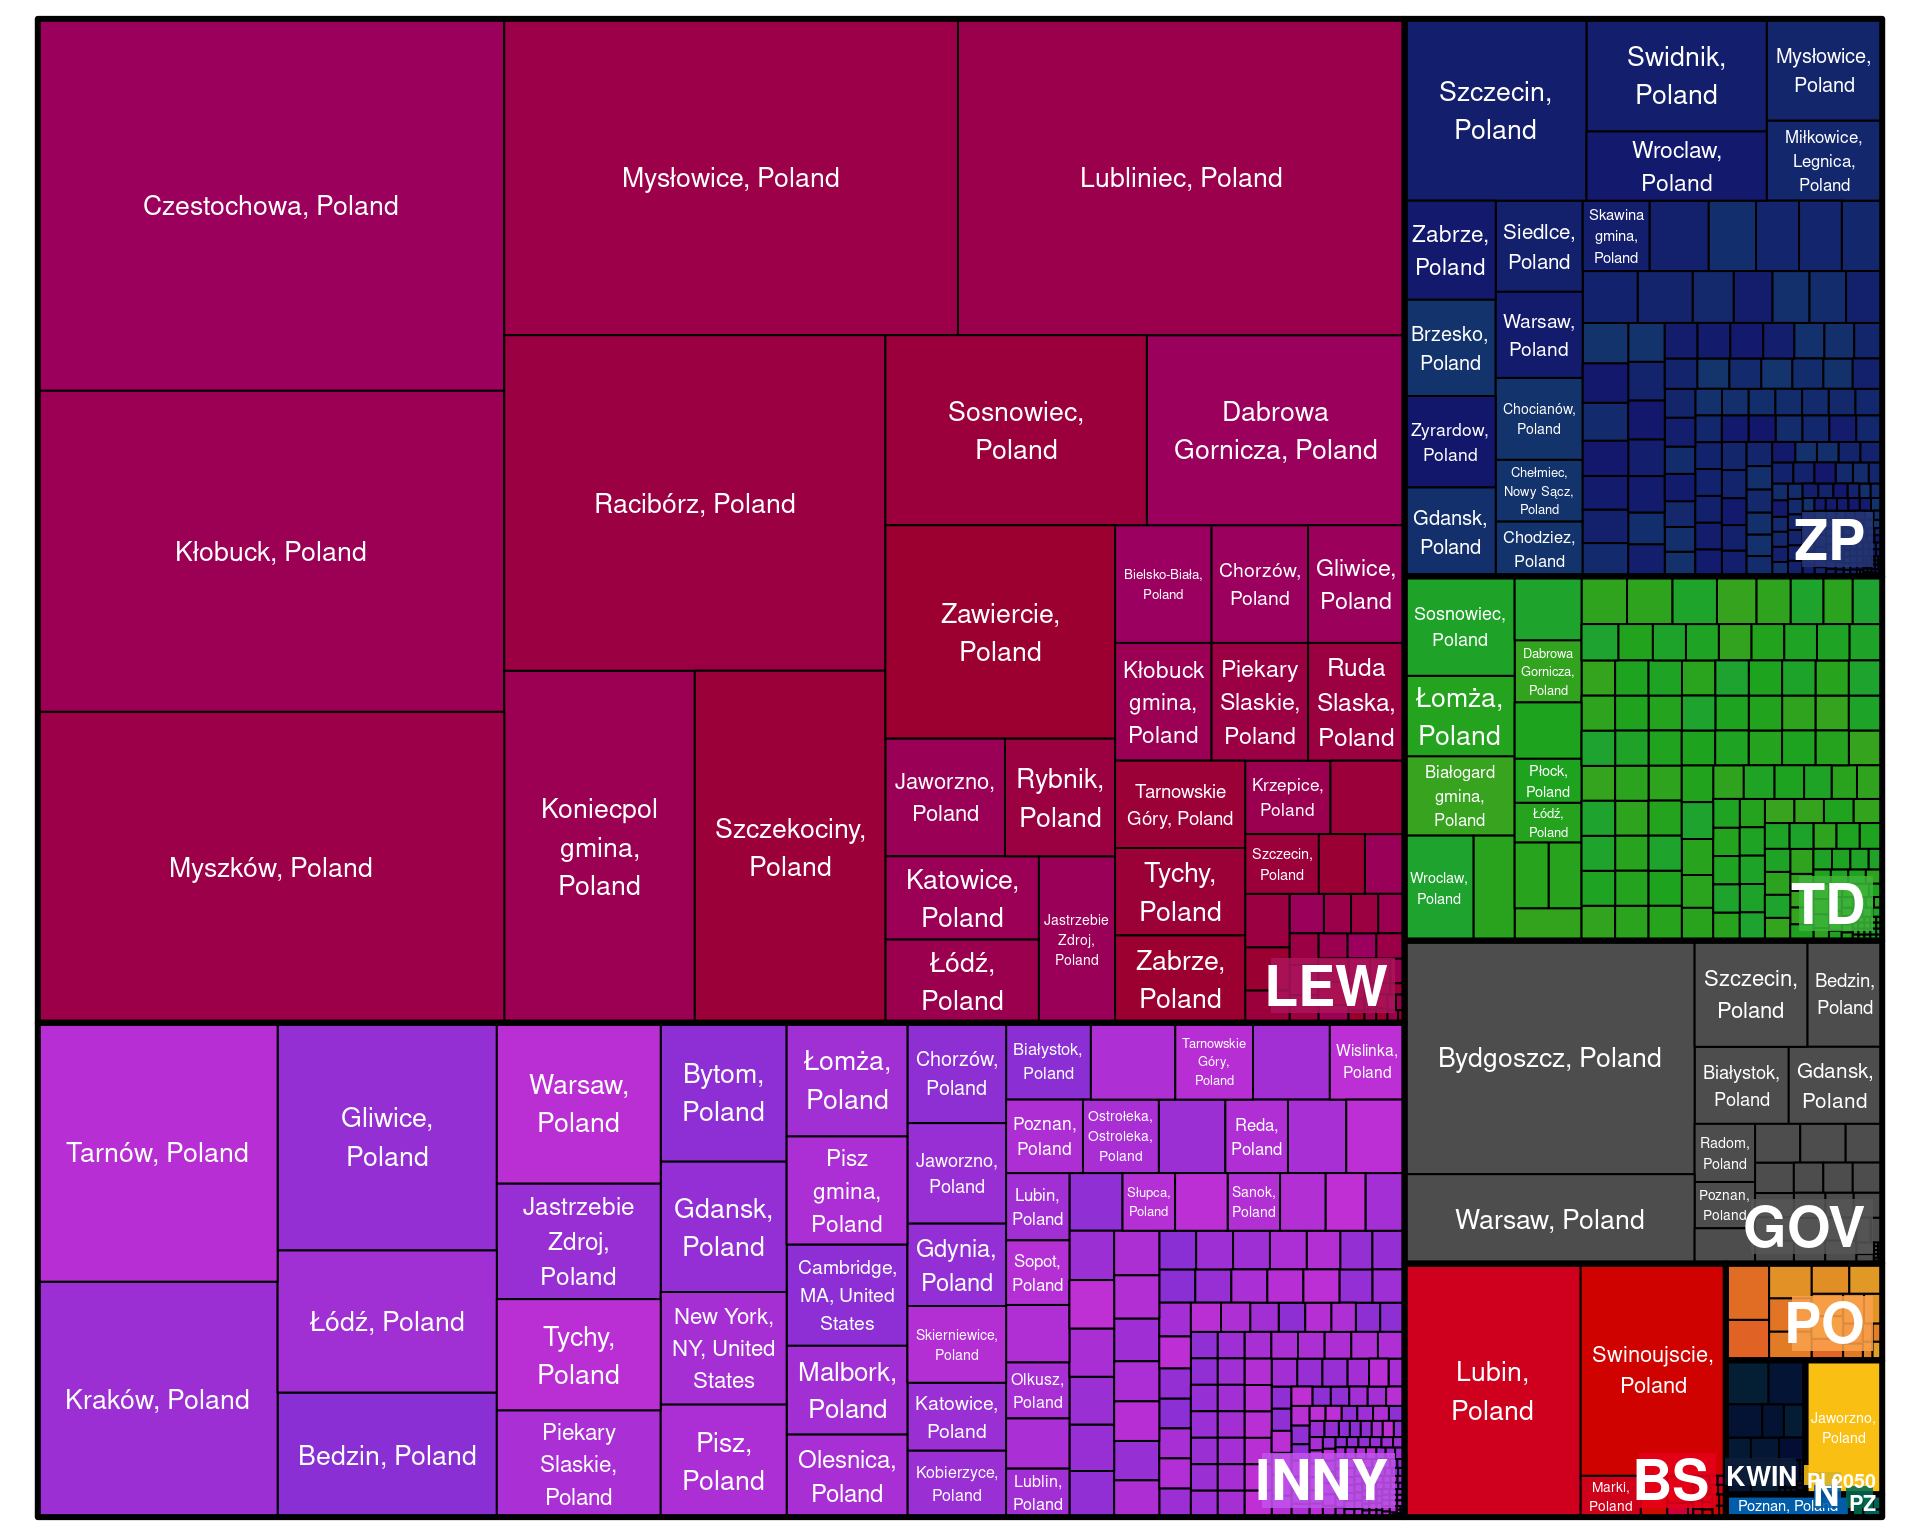 Czestochowa, Poland
Mysłowice, Poland
Lubliniec, Poland
Kłobuck, Poland
Racibórz, Poland
Sosnowiec,
Poland
Dabrowa
Gornicza, Poland
Myszków, Poland
Koniecpol
gmina,
Poland
Szczekociny,
Poland
Zawiercie,
Poland
Bielsko-Biała,
Poland
Chorzów,
Poland
Gliwice,
Poland
Kłobuck
gmina,
Poland
Piekary
Slaskie,
Poland
Ruda
Slaska,
Poland
Jaworzno,
Poland
Rybnik,
Poland
Katowice,
Poland
Łódź,
Poland
Jastrzebie
Zdroj,
Poland
Tarnowskie
Góry, Poland
Tychy,
Poland
Zabrze,
Poland
Krzepice,
Poland
Szczecin,
Poland
LEW
Tarnów, Poland
Kraków, Poland
Gliwice,
Poland
Łódź, Poland
Bedzin, Poland
Warsaw,
Poland
Jastrzebie
Zdroj,
Poland
Tychy,
Poland
Piekary
Slaskie,
Poland
Bytom,
Poland
Gdansk,
Poland
New York,
NY, United
States
Pisz,
Poland
Łomża,
Poland
Pisz
gmina,
Poland
Cambridge,
MA, United
States
Malbork,
Poland
Olesnica,
Poland
Chorzów,
Poland
Jaworzno,
Poland
Gdynia,
Poland
Skierniewice,
Poland
Katowice,
Poland
Kobierzyce,
Poland
Białystok,
Poland
Tarnowskie
Góry,
Poland
Wislinka,
Poland
Poznan,
Poland
Ostrołeka,
Ostroleka,
Poland
Reda,
Poland
Lubin,
Poland
Słupca,
Poland
Sanok,
Poland
Sopot,
Poland
Olkusz,
Poland
Lublin,
Poland
INNY
Szczecin,
Poland
Swidnik,
Poland
Mysłowice,
Poland
Wroclaw,
Poland
Miłkowice,
Legnica,
Poland
Zabrze,
Poland
Siedlce,
Poland
Skawina
gmina,
Poland
Brzesko,
Poland
Warsaw,
Poland
Zyrardow,
Poland
Chocianów,
Poland
Chełmiec,
Nowy Sącz,
Poland
Gdansk,
Poland
Chodziez,
Poland
ZP
Sosnowiec,
Poland
Łomża,
Poland
Białogard
gmina,
Poland
Wroclaw,
Poland
Dabrowa
Gornicza,
Poland
Płock,
Poland
Łódź,
Poland
TD
Bydgoszcz, Poland
Warsaw, Poland
Szczecin,
Poland
Bedzin,
Poland
Białystok,
Poland
Gdansk,
Poland
Radom,
Poland
Poznan,
Poland
GOV
Lubin,
Poland
Swinoujscie,
Poland
Marki,
Poland
BS
PO
KWIN
Jaworzno,
Poland
PL2050
Poznan, Poland
N
PZ